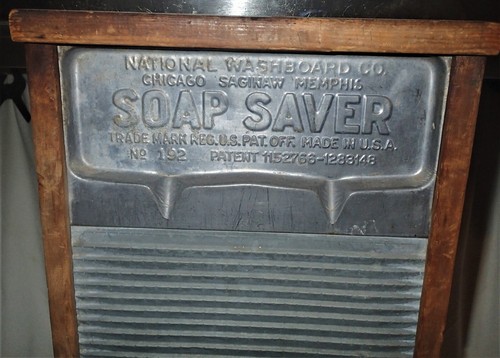 NATIONAL WASHBOARD CO.
CHICAGO SAGINAW MEMPHIS
SOAP SAVER
TRADE MARK REG. U.S. PAT. OFF. MADE IN U.S.A.
No 192 PATENT 1152766-1283148